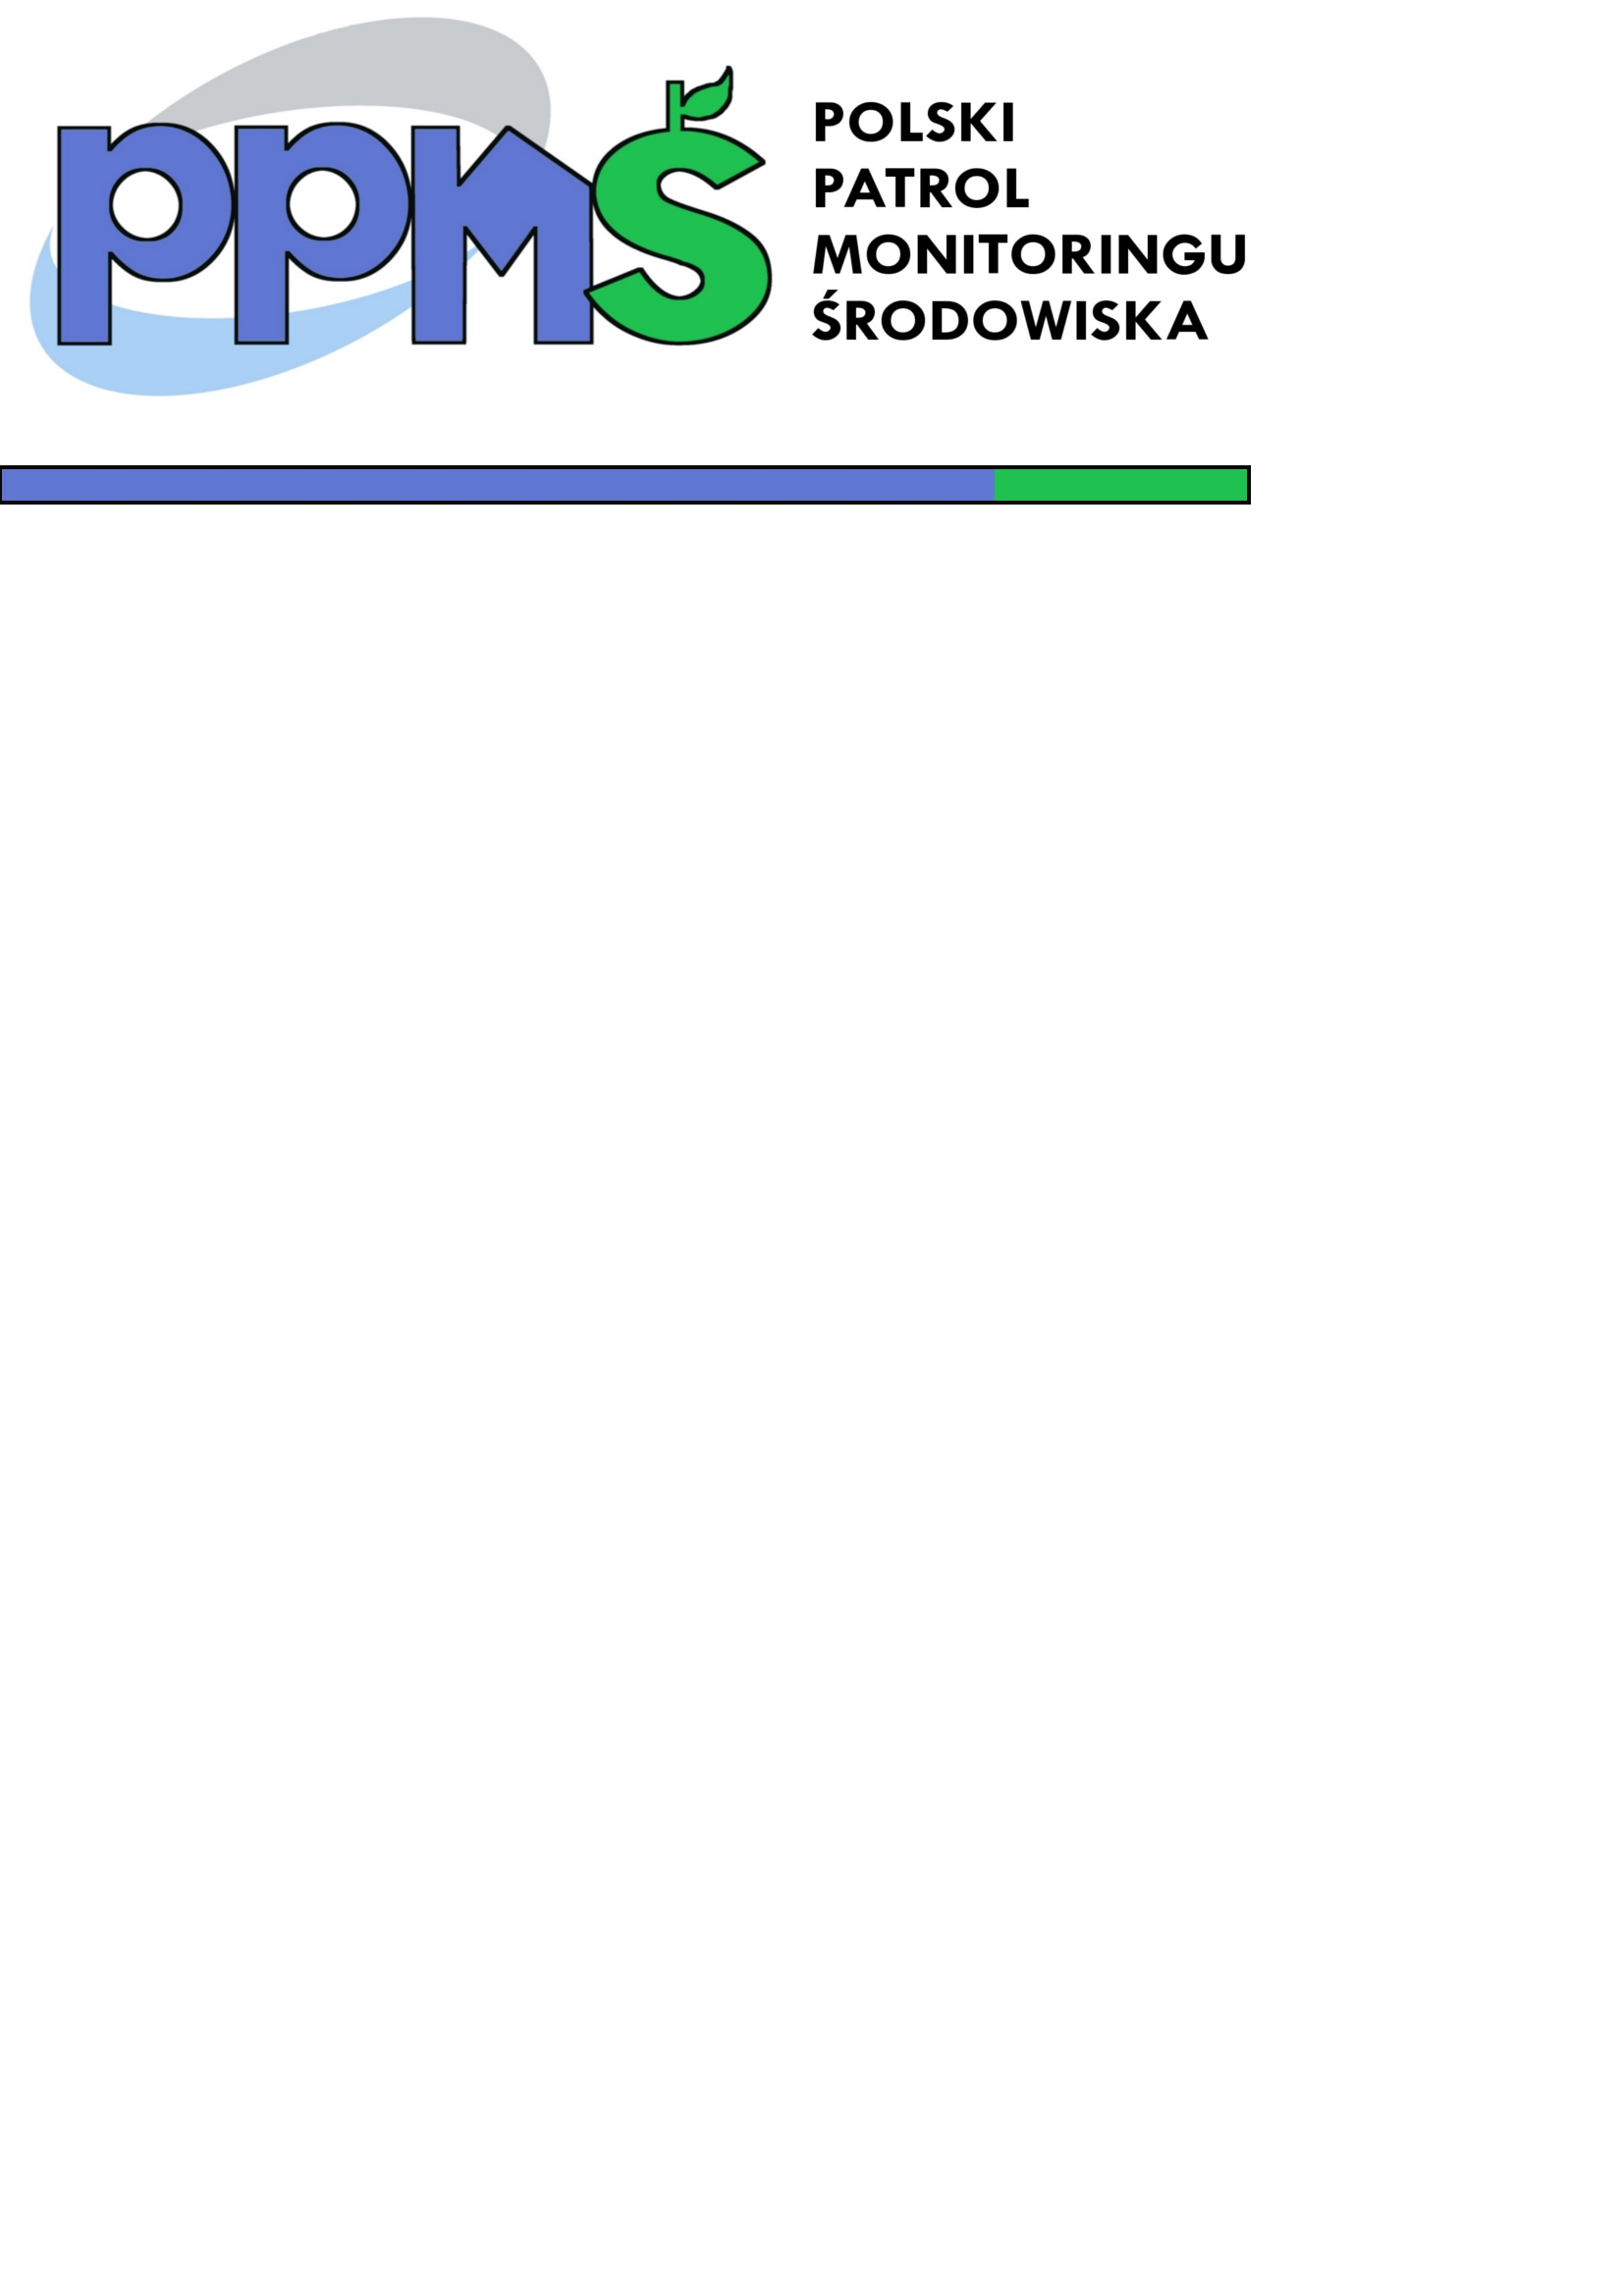 ppmś
POLSKI
PATROL
MONITORINGU
ŚRODOWISKA